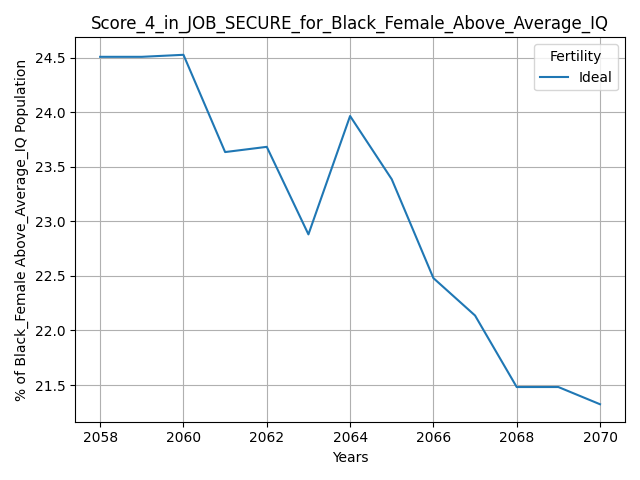 Score_4_in_JOB_SECURE_for_Black_Female_Above_Average_IQ
Fertility
Ideal
% of Black_Female Above_Average_IQ Population
24.5
24.0
23.5
23.0
22.5
22.0
21.5
2058 2060 2062 2064 2066 2068 2070
Years